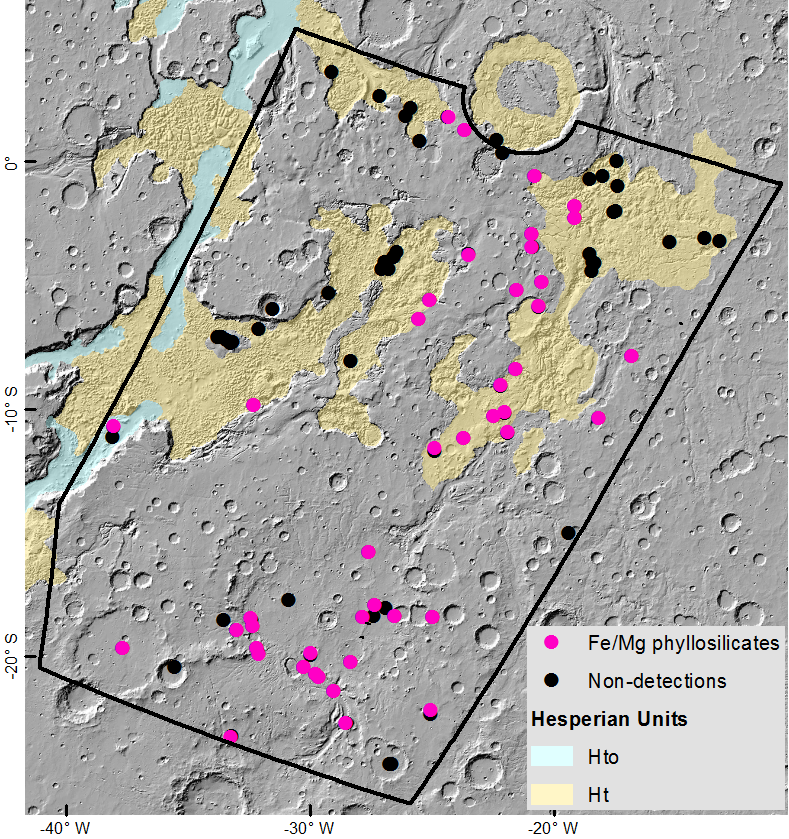 0°
-10° S
-20° S
Fe/Mg phyllosilicates
Non-detections
Hesperian Units
Hto
Ht
-40° W
-30° W
-20° W